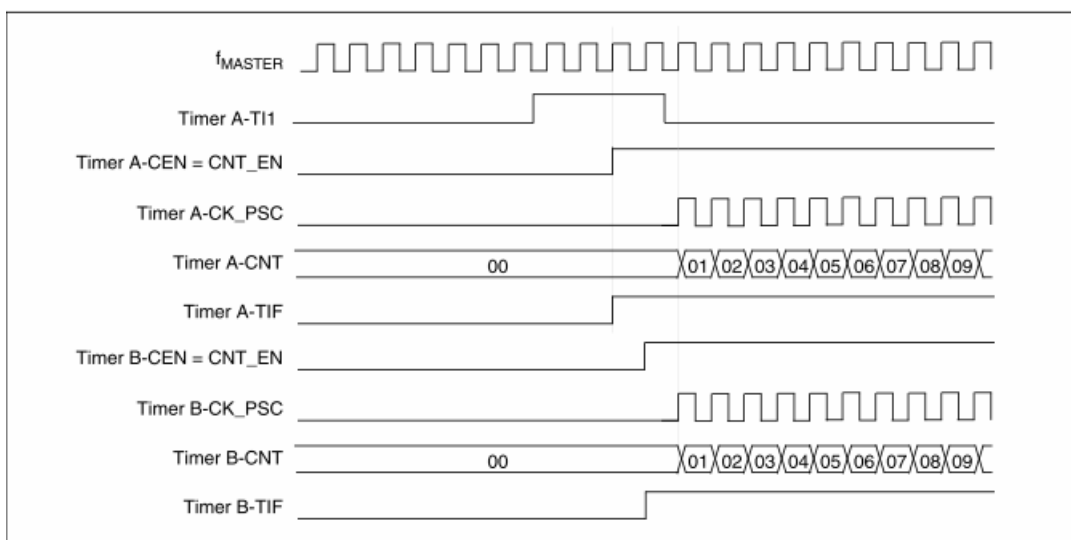 fMASTER
Timer A-TI1
Timer A-CEN = CNT_EN
Timer A-CK_PSC
Timer A-CNT 00 01 02 03 04 05 06 07 08 09
Timer A-TIF
Timer B-CEN = CNT_EN
Timer B-CK_PSC
Timer B-CNT 00 01 02 03 04 05 06 07 08 09
Timer B-TIF